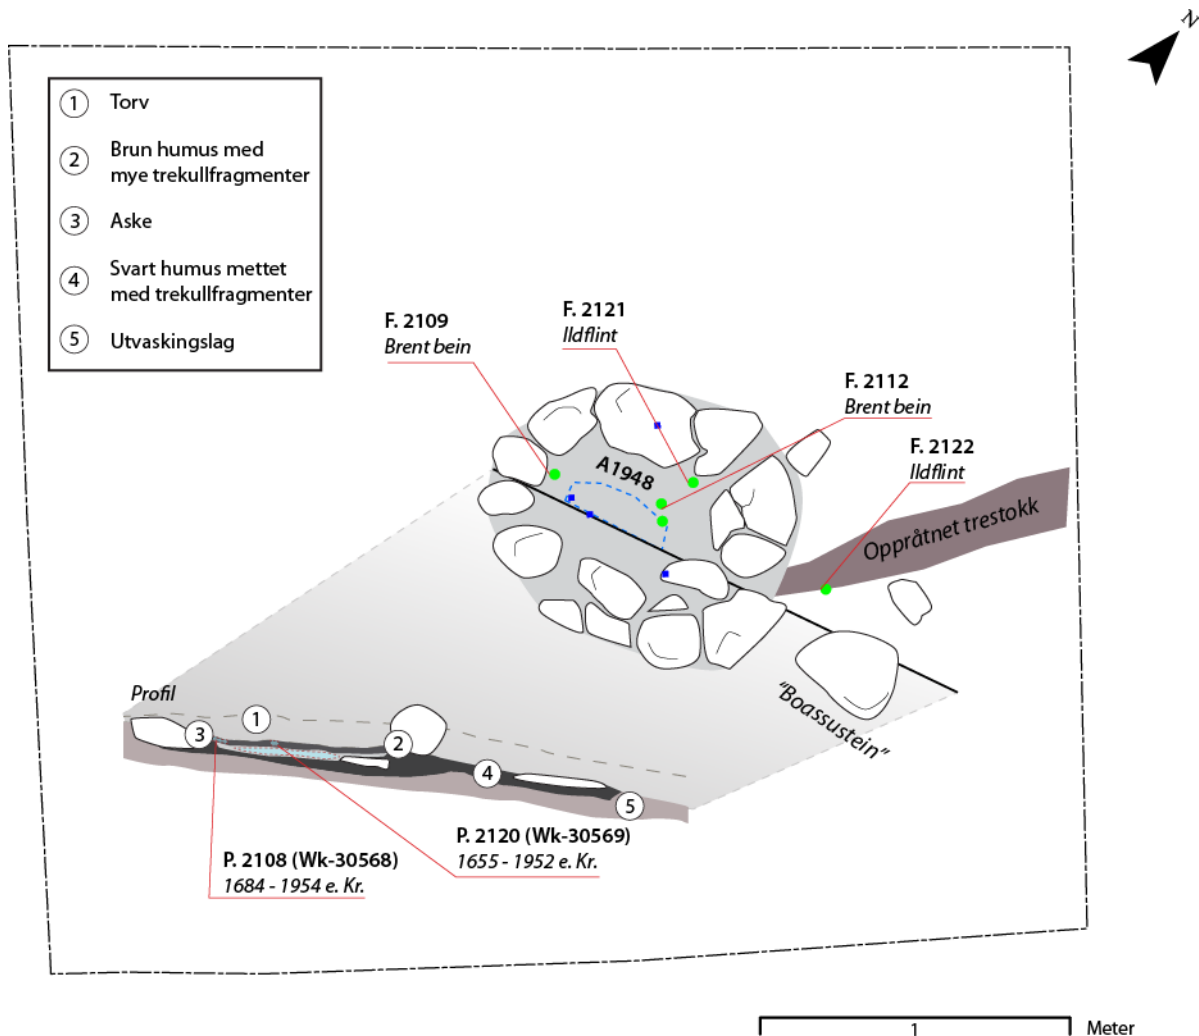 N
1 Torv
2 Brun humus med
mye trekullfragmenter
3 Aske
4 Svart humus mettet
med trekullfragmenter
5 Utvaskingslag
F. 2109
Brent bein
F. 2121
Ildflint
F. 2112
Brent bein
F. 2122
Ildflint
A1948
Oppråtnet trestokk
"Boassustein"
Profil
1
3
2
4
5
P. 2108 (Wk-30568)
1684 - 1954 e. Kr.
P. 2120 (Wk-30569)
1655 - 1952 e. Kr.
1 Meter